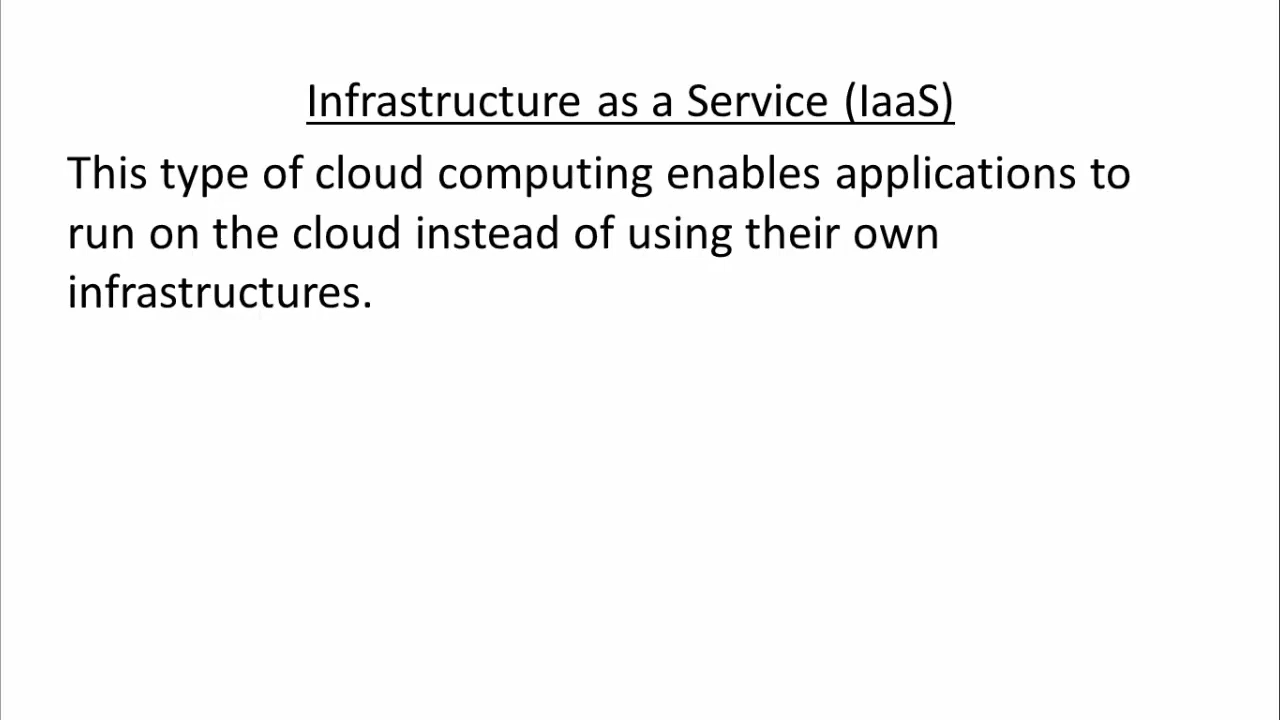 Infrastructure as a Service (IaaS)
This type of cloud computing enables applications to
run on the cloud instead of using their own
infrastructures.